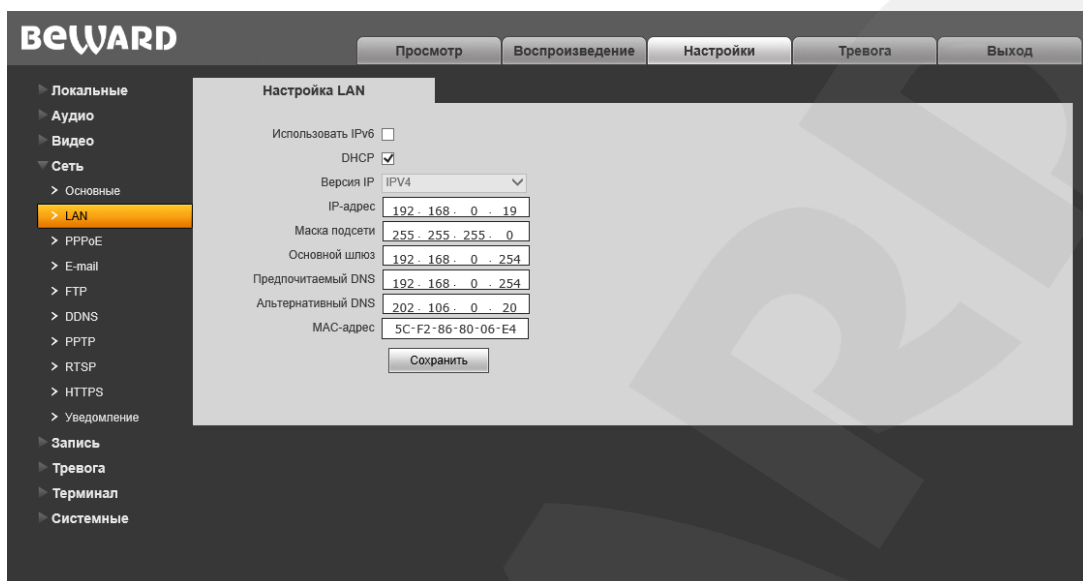 BEWARD
Просмотр Воспроизведение Настройки Тревога Выход
Локальные
Аудио
Видео
Сеть
Основные
LAN
PPPoE
E-mail
FTP
DDNS
PPTP
RTSP
HTTPS
Уведомление
Запись
Тревога
Терминал
Системные
Настройка LAN
Использовать IPv6
DHCP
Версия IP IPV4
IP-адрес 192 . 168 . 0 . 19
Маска подсети 255 . 255 . 255 . 0
Основной шлюз 192 . 168 . 0 . 254
Предпочитаемый DNS 192 . 168 . 0 . 254
Альтернативный DNS 202 . 106 . 0 . 20
MAC-адрес 5C-F2-86-80-06-E4
Сохранить